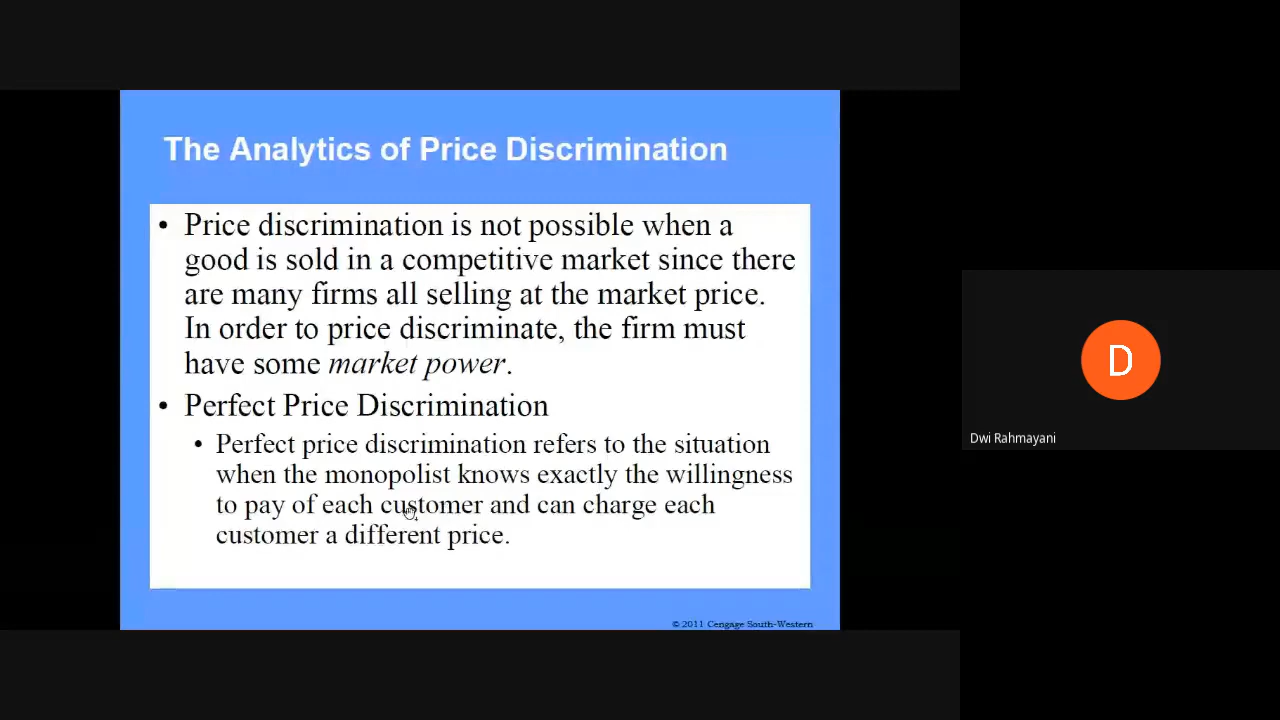 The Analytics of Price Discrimination
• Price discrimination is not possible when a
good is sold in a competitive market since there
are many firms all selling at the market price.
In order to price discriminate, the firm must
have some market power.
• Perfect Price Discrimination
• Perfect price discrimination refers to the situation
when the monopolist knows exactly the willingness
to pay of each customer and can charge each
customer a different price.
© 2011 Cengage South-Western
D
Dwi Rahmayani